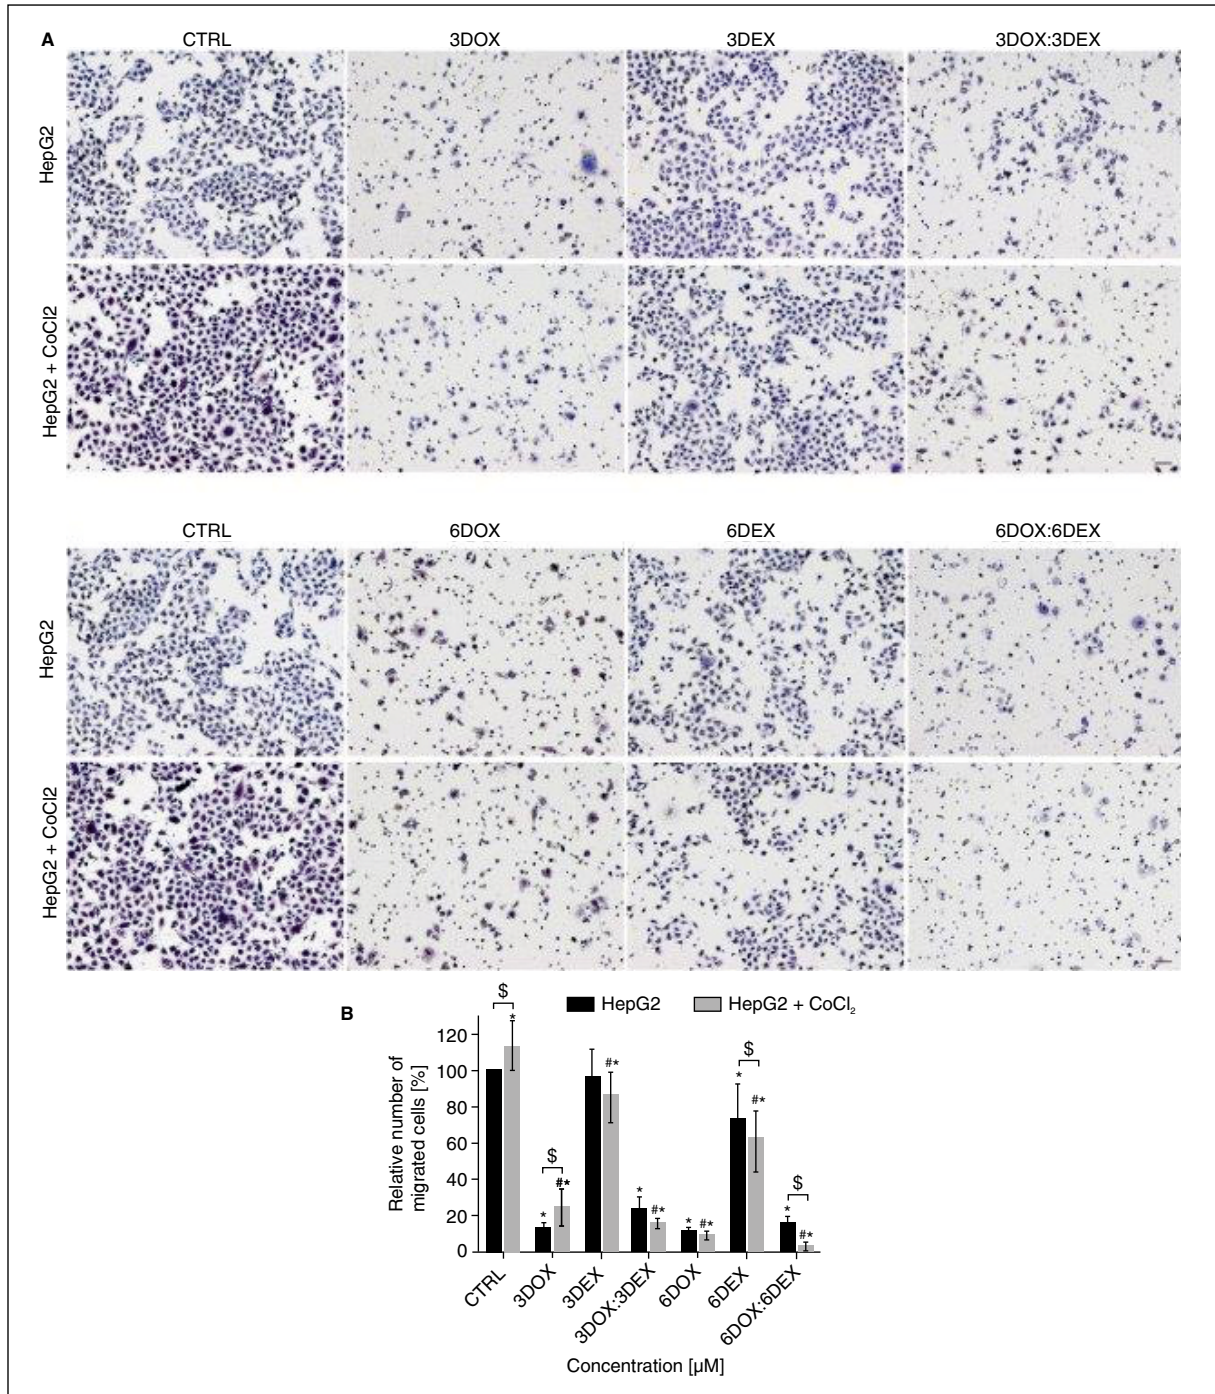 A
CTRL 3DOX 3DEX 3DOX:3DEX
HepG2
HepG2 + CoCl2
CTRL 6DOX 6DEX 6DOX:6DEX
HepG2
HepG2 + CoCl2
B
HepG2 HepG2 + CoCl₂
Relative number of
migrated cells [%]
120
100
80
60
40
20
0
$ *
* $ #*
#*
* #*
* #*
* $ #*
* $ #*
CTRL 3DOX 3DEX 3DOX:3DEX 6DOX 6DEX 6DOX:6DEX
Concentration [µM]